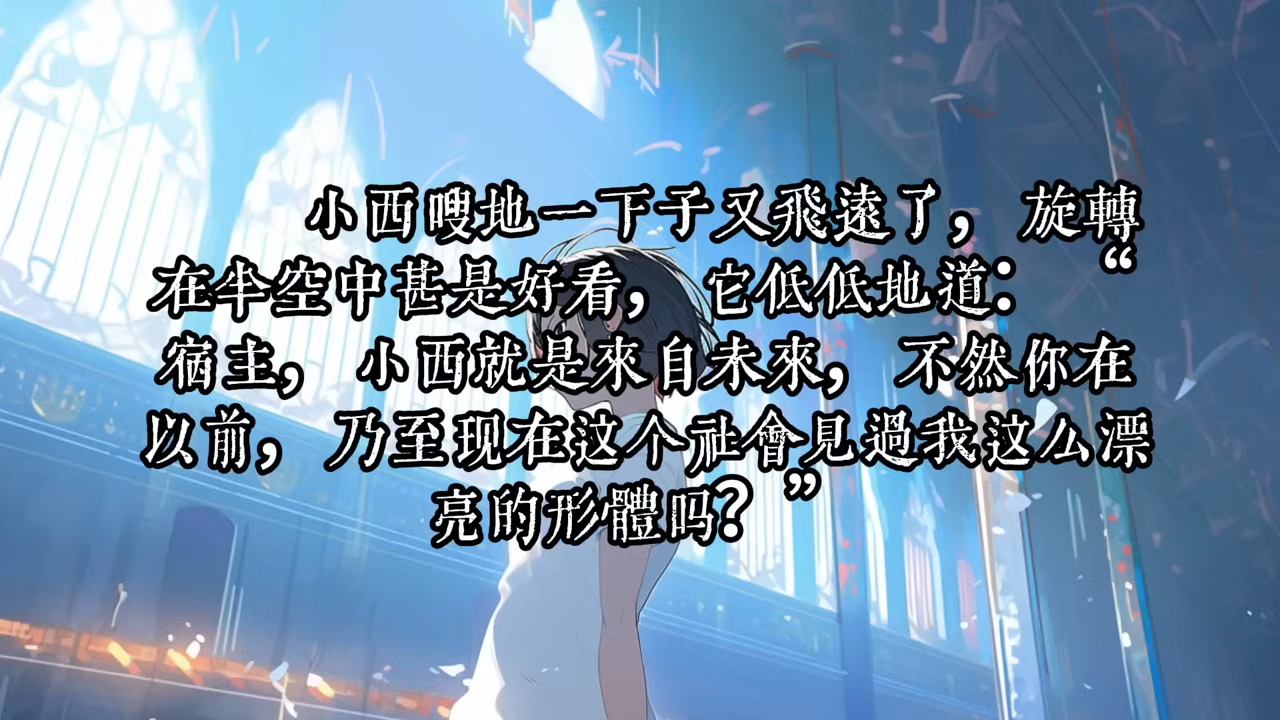 小西嗖地一下子又飛遠了， 旋轉
在半空中甚是好看， 它低低地道： “
宿主， 小西就是來自未來， 不然你在
以前， 乃至现在这个社會見過我这么漂
亮的形體吗？”